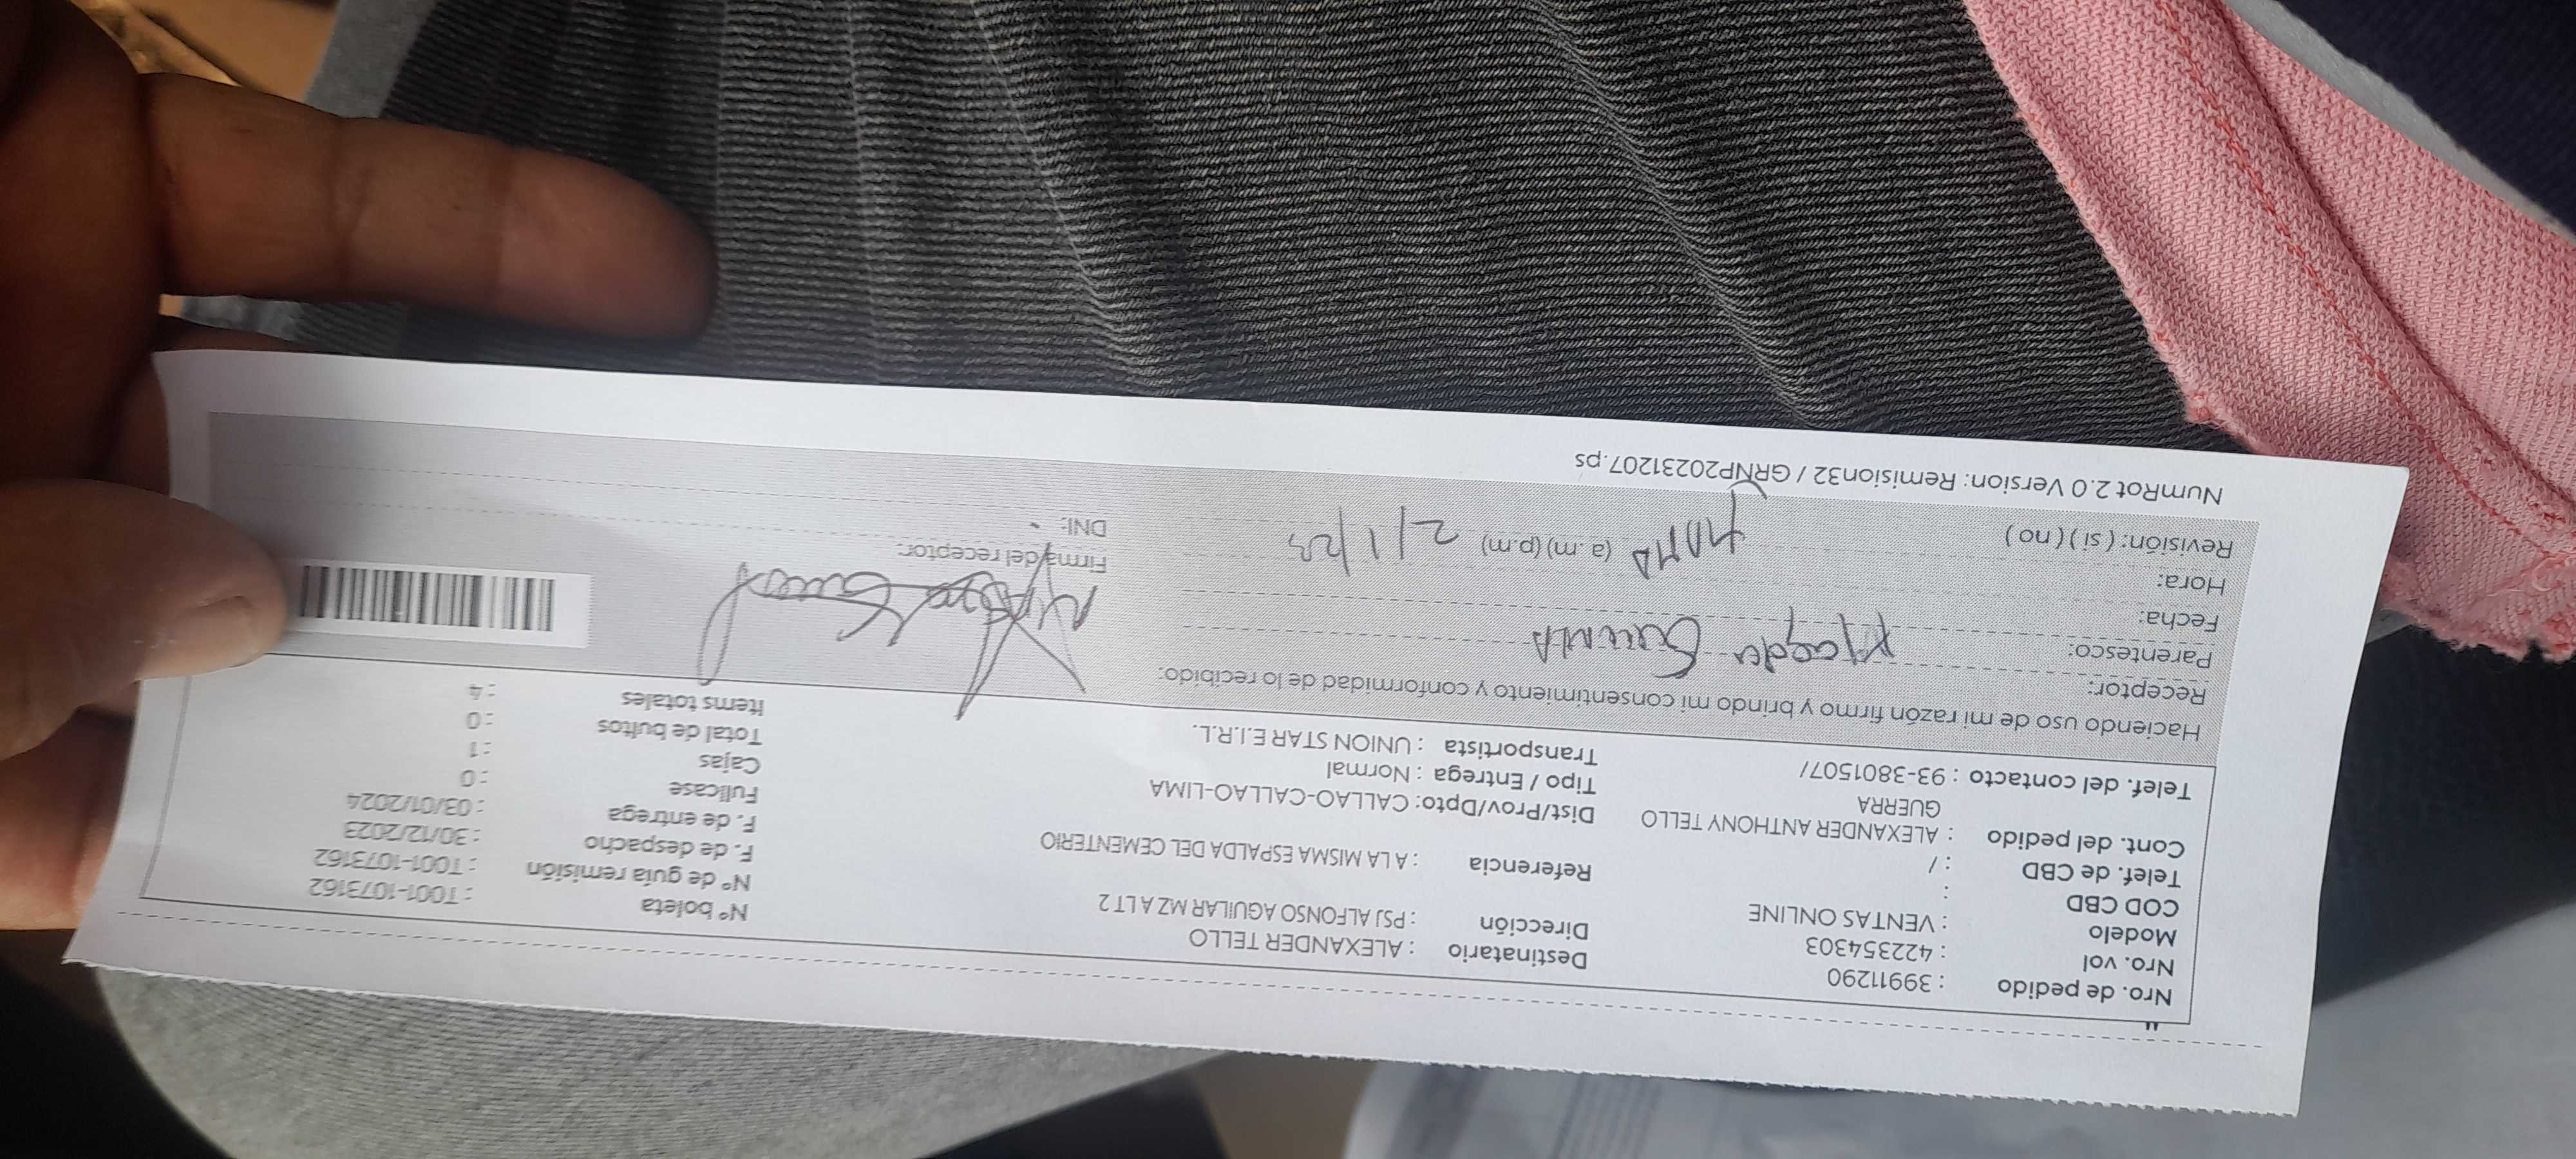 Nro. de pedido : 39911290
Nro. vol : 422354303
Modelo : VENTAS ONLINE
COD CBD :
Telef. de CBD : /
Cont. del pedido : ALEXANDER ANTHONY TELLO
GUERRA
Telef. del contacto : 93-3801507/
Destinatario : ALEXANDER TELLO
Dirección : PSJ ALFONSO AGUILAR MZ A LT 2
Referencia : A LA MISMA ESPALDA DEL CEMENTERIO
Dist/Prov/Dpto: CALLAO-CALLAO-LIMA
Tipo / Entrega : Normal
Transportista : UNION STAR E.I.R.L.
N° boleta : T001-1073162
N° de guía remisión : T001-1073162
F. de despacho : 30/12/2023
F. de entrega : 03/01/2024
Fullcase : 0
Cajas : 1
Total de bultos : 0
Items totales : 4
Haciendo uso de mi razón firmo y brindo mi consentimiento y conformidad de lo recibido:
Receptor:
Parentesco:
Fecha:
Hora:
(a.m) (p.m) 2/1/23
Revisión: ( si ) ( no )
Firma del receptor:
DNI:
NumRot 2.0 Version: Remision32 / GRNP20231207.ps